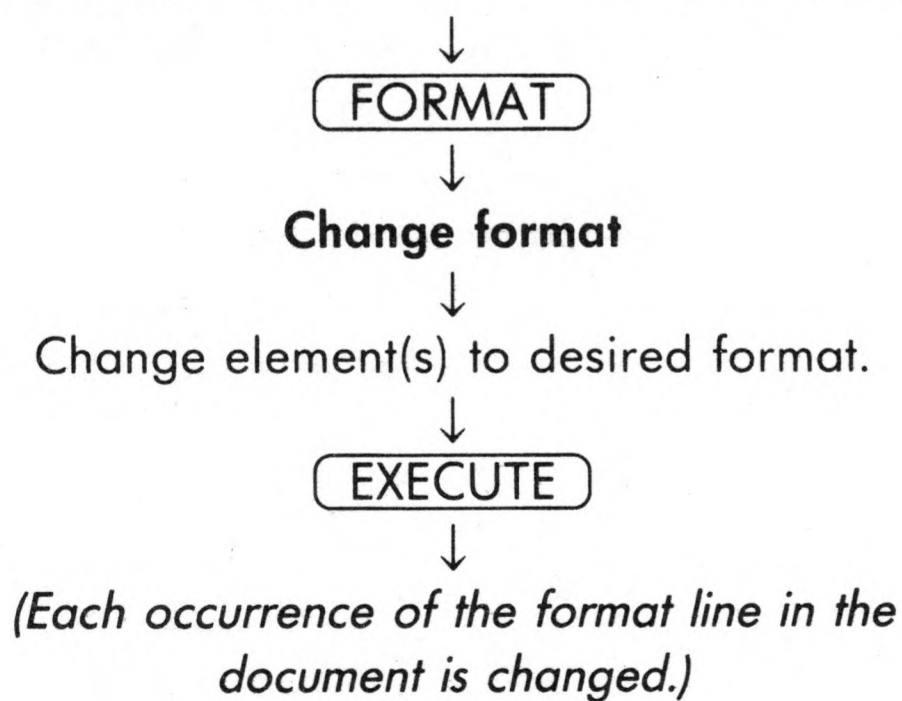 FORMAT
Change format
Change element(s) to desired format.
EXECUTE
(Each occurrence of the format line in the
document is changed.)